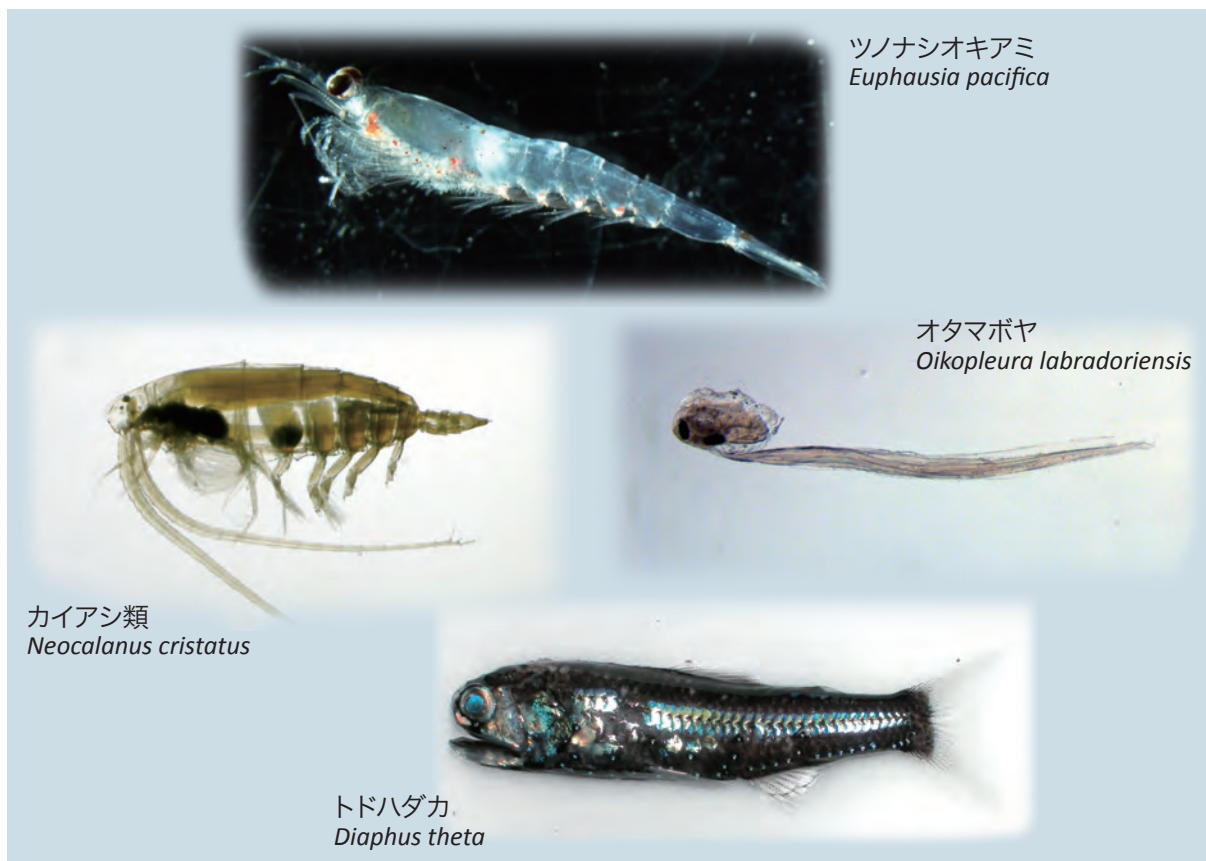 ツノナシオキアミ
Euphausia pacifica
オタマボヤ
Oikopleura labradoriensis
カイアシ類
Neocalanus cristatus
トドハダカ
Diaphus theta